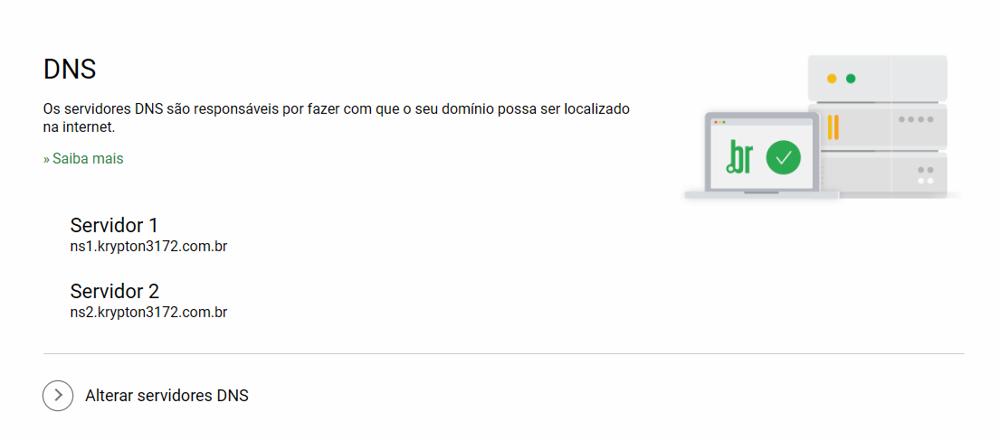 DNS
Os servidores DNS são responsáveis por fazer com que o seu domínio possa ser localizado
na internet.
» Saiba mais
.br
Servidor 1
ns1.krypton3172.com.br
Servidor 2
ns2.krypton3172.com.br
Alterar servidores DNS